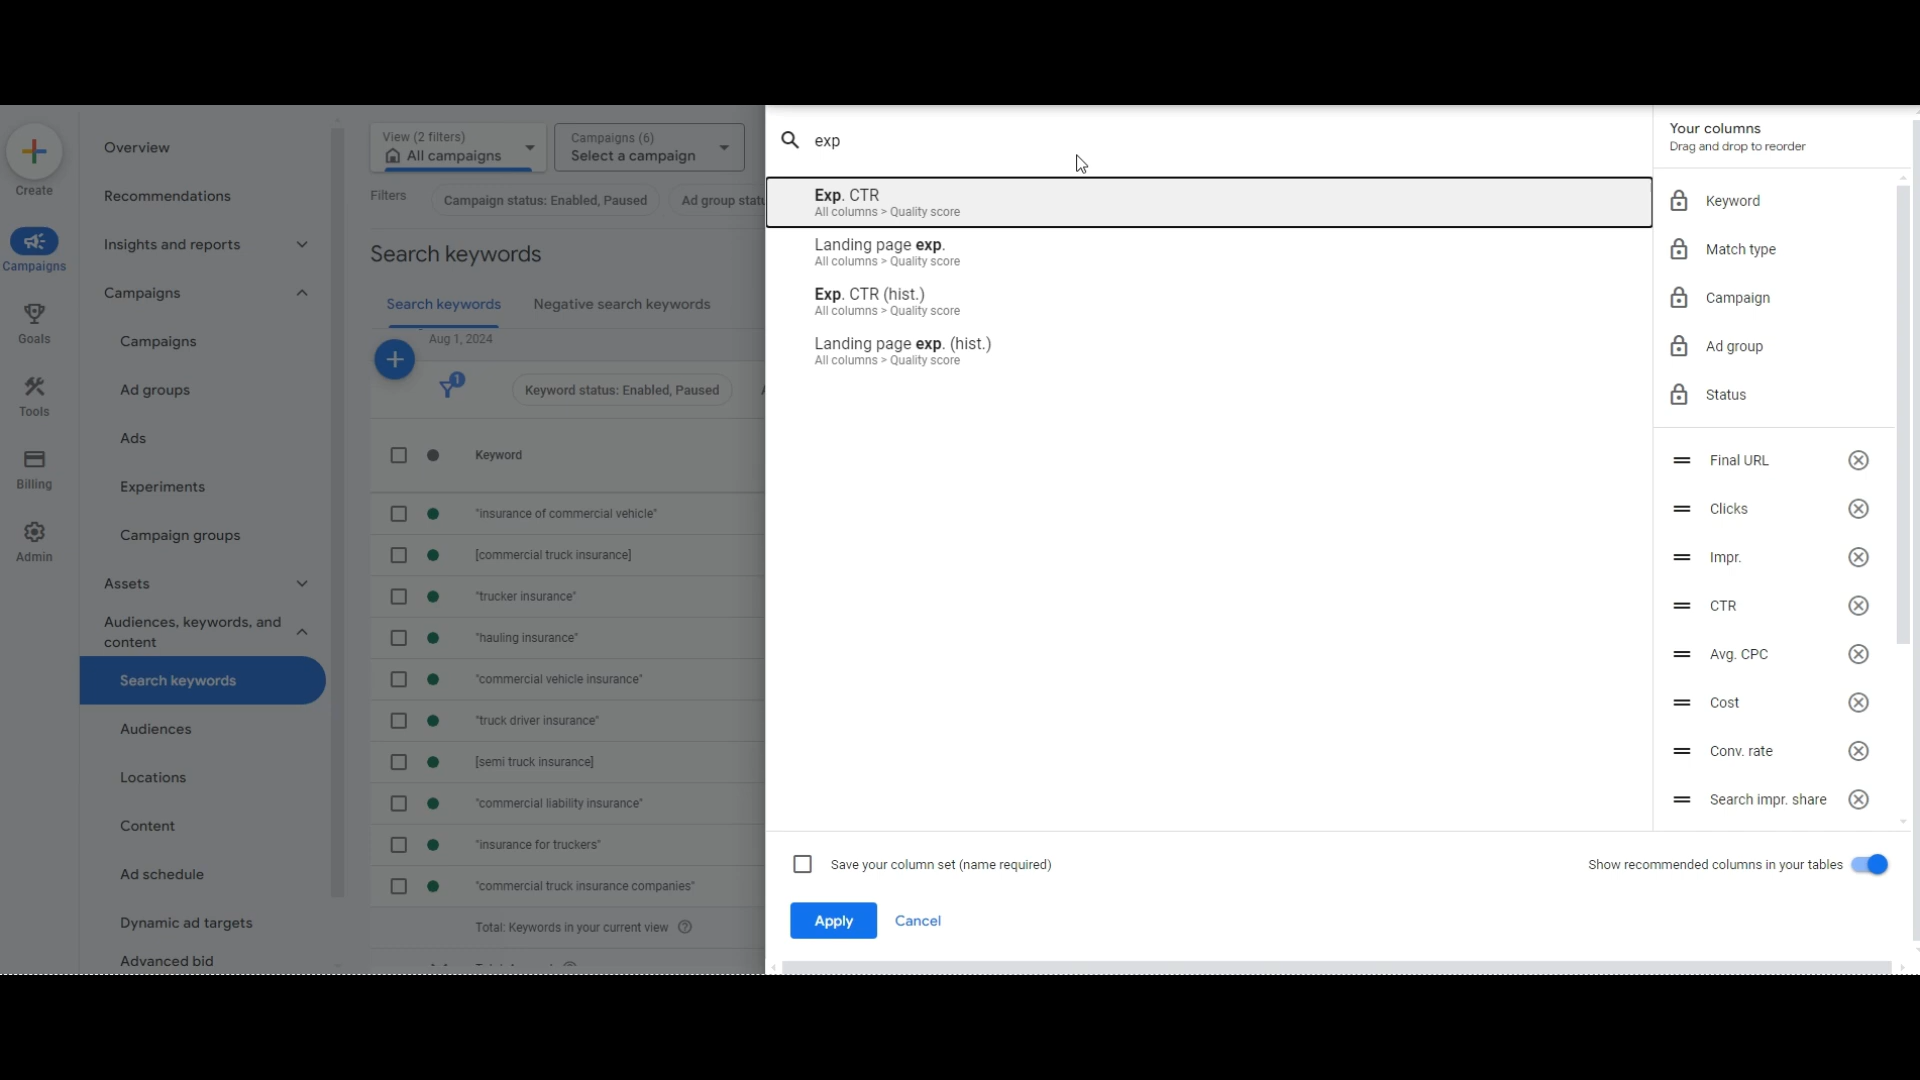 Create
Campaigns
Goals
Tools
Billing
Admin
Overview
Recommendations
Insights and reports
Campaigns
Campaigns
Ad groups
Ads
Experiments
Campaign groups
Assets
Audiences, keywords, and
content
Search keywords
Audiences
Locations
Content
Ad schedule
Dynamic ad targets
Advanced bid
View (2 filters)
All campaigns
Campaigns (6)
Select a campaign
Filters
Campaign status: Enabled, Paused
Ad group statu
Search keywords
Search keywords
Negative search keywords
Aug 1, 2024
1
Keyword status: Enabled, Paused
Keyword
"insurance of commercial vehicle"
[commercial truck insurance]
"trucker insurance"
"hauling insurance"
"commercial vehicle insurance"
"truck driver insurance"
[semi truck insurance]
"commercial liability insurance"
"insurance for truckers"
"commercial truck insurance companies"
Total: Keywords in your current view
exp
Exp. CTR
All columns > Quality score
Landing page exp.
All columns > Quality score
Exp. CTR (hist.)
All columns > Quality score
Landing page exp. (hist.)
All columns > Quality score
Your columns
Drag and drop to reorder
Keyword
Match type
Campaign
Ad group
Status
Final URL
Clicks
Impr.
CTR
Avg. CPC
Cost
Conv. rate
Search impr. share
Save your column set (name required)
Show recommended columns in your tables
Apply
Cancel